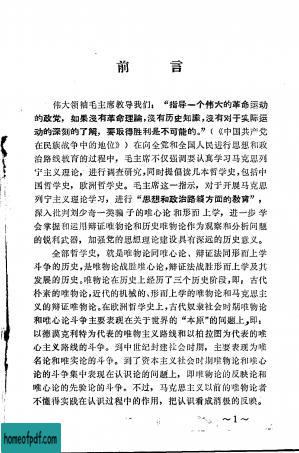 前言
伟大领袖毛主席教导我们：“指导一个伟大的革命运动
的政党，如果没有革命理论，没有历史知识，没有对于实际运
动的深刻的了解，要取得胜利是不可能的。”（《中国共产党
在民族战争中的地位》）在向全党和全国人民进行思想和政
治路线教育的过程中，毛主席不仅强调要认真学习马克思列
宁主义理论，进行调查研究，同时提倡读几本哲学史，包括中
国哲学史，欧洲哲学史。毛主席这一指示，对于开展马克思
列宁主义理论学习，进行“思想和政治路线方面的教育”，
深入批判刘少奇一类骗子的唯心论和形而上学，进一步学
会掌握和运用辩证唯物论和历史唯物论作为观察和分析问题
的锐利武器，加强党的思想理论建设具有深远的历史意义。
全部哲学史，就是唯物论同唯心论、辩证法同形而上学
斗争的历史，是唯物论战胜唯心论，辩证法战胜形而上学及其
发展的历史。唯物论在历史上经历了三个历史阶段，即：古代
朴素的唯物论，近代的机械的、形而上学的唯物论和马克思主
义的辩证唯物论。在欧洲哲学史上，古代奴隶社会时期唯物论
和唯心论斗争主要表现在关于世界的“本原”的问题上，即：
以德谟克利特为代表的唯物主义路线和以柏拉图为代表的唯心
主义路线的斗争。到中世纪封建社会时期，主要表现为唯
名论和唯实论的斗争。到了资本主义社会时期唯物论和唯心
论的斗争集中表现在认识论的问题上，即唯物论的反映论和
唯心论的先验论的斗争。不过，马克思主义以前的唯物论者
不懂得实践在认识过程中的作用，把认识看成消极的反映。
～1～
homeofpdf.com
homeofpdf.com